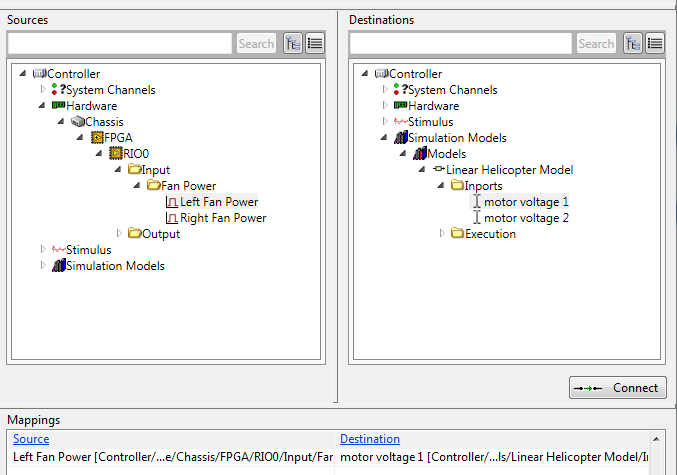 Sources
Search
Controller
?System Channels
Hardware
Chassis
FPGA
RIO0
Input
Fan Power
Left Fan Power
Right Fan Power
Output
Stimulus
Simulation Models
Destinations
Search
Controller
?System Channels
Hardware
Stimulus
Simulation Models
Models
Linear Helicopter Model
Inports
motor voltage 1
motor voltage 2
Execution
Connect
Mappings
Source Destination
Left Fan Power [Controller/...e/Chassis/FPGA/RIO0/Input/Far motor voltage 1 [Controller/...ls/Linear Helicopter Model/I